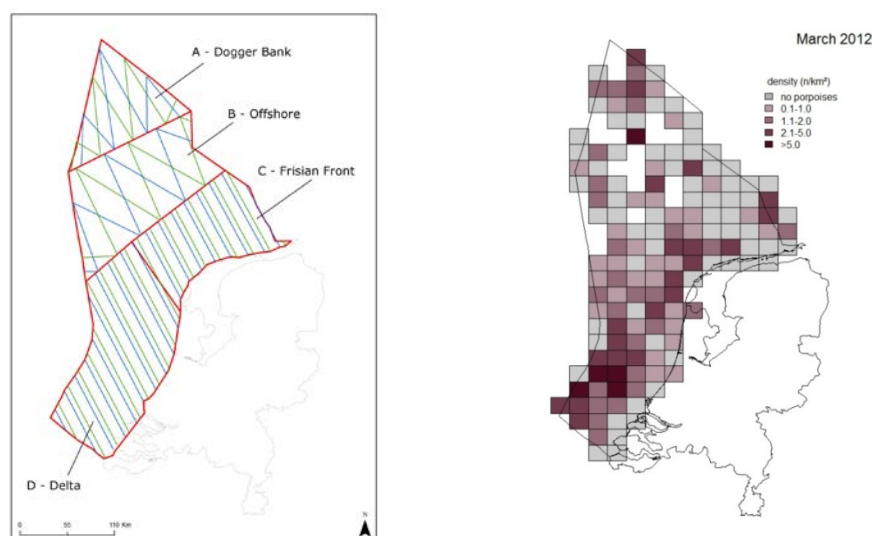 A - Dogger Bank
B - Offshore
C - Frisian Front
D - Delta
0 50 110 Km
N
March 2012
density (n/km²)
no porpoises
0.1-1.0
1.1-2.0
2.1-5.0
>5.0